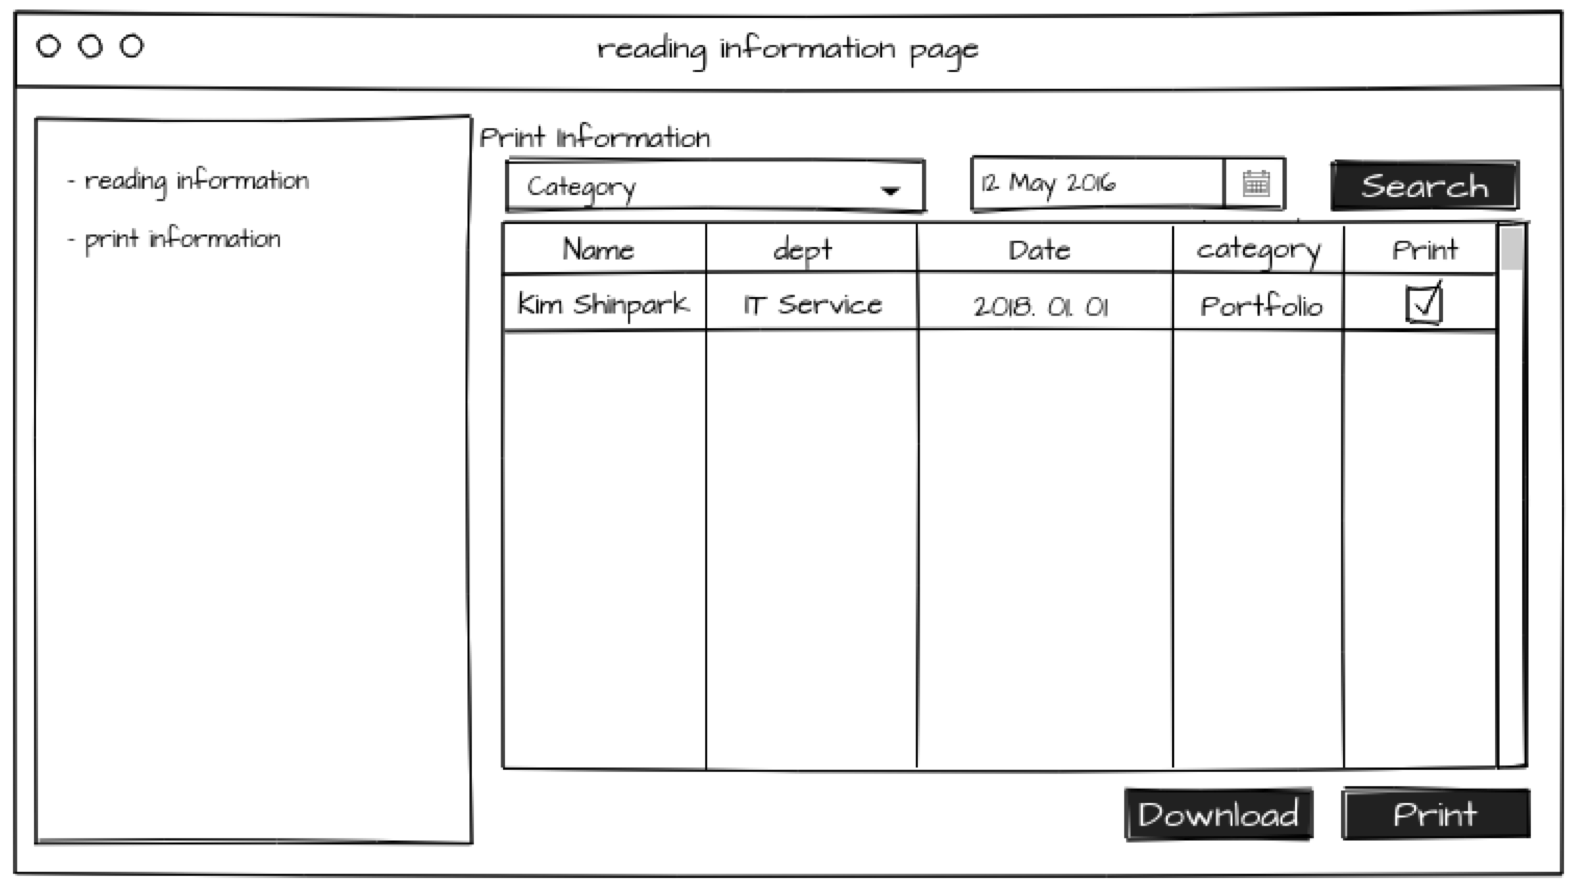 reading information page
- reading information
- print information
Print Information
Category
12 May 2016
Search
Name dept Date category Print
Kim Shinpark IT Service 2018. 01. 01 Portfolio
Download Print